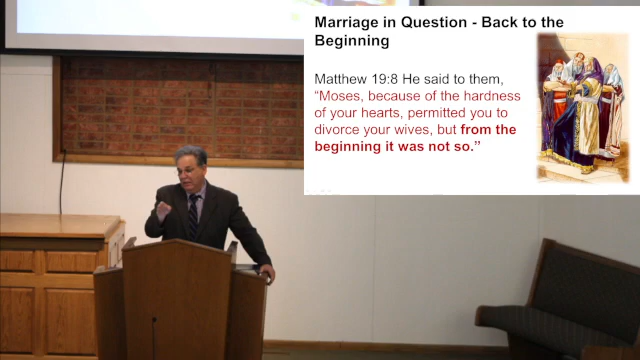 Marriage in Question - Back to the
Beginning
Matthew 19:8 He said to them,
“Moses, because of the hardness
of your hearts, permitted you to
divorce your wives, but from the
beginning it was not so.”